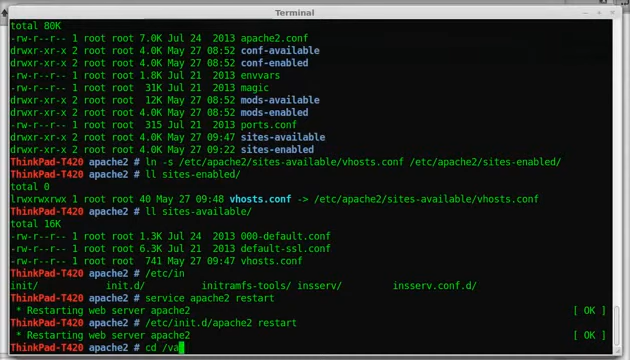 Terminal
total 80K
-rw-r--r-- 1 root root 7.0K Jul 24  2013 apache2.conf
drwxr-xr-x 2 root root 4.0K May 27 08:52 conf-available
drwxr-xr-x 2 root root 4.0K May 27 08:52 conf-enabled
-rw-r--r-- 1 root root 1.8K Jul 21  2013 envvars
-rw-r--r-- 1 root root  31K Jul 21  2013 magic
drwxr-xr-x 2 root root  12K May 27 08:52 mods-available
drwxr-xr-x 2 root root 4.0K May 27 08:52 mods-enabled
-rw-r--r-- 1 root root  315 Jul 21  2013 ports.conf
drwxr-xr-x 2 root root 4.0K May 27 09:47 sites-available
drwxr-xr-x 2 root root 4.0K May 27 09:22 sites-enabled
ThinkPad-T420 apache2 # ln -s /etc/apache2/sites-available/vhosts.conf /etc/apache2/sites-enabled/
ThinkPad-T420 apache2 # ll sites-enabled/
total 0
lrwxrwxrwx 1 root root 40 May 27 09:48 vhosts.conf -> /etc/apache2/sites-available/vhosts.conf
ThinkPad-T420 apache2 # ll sites-available/
total 16K
-rw-r--r-- 1 root root 1.3K Jul 24  2013 000-default.conf
-rw-r--r-- 1 root root 6.3K Jul 21  2013 default-ssl.conf
-rw-r--r-- 1 root root  741 May 27 09:47 vhosts.conf
ThinkPad-T420 apache2 # /etc/in
init/ init.d/ initramfs-tools/ insserv/ insserv.conf.d/
ThinkPad-T420 apache2 # service apache2 restart
 * Restarting web server apache2 [ OK ]
ThinkPad-T420 apache2 # /etc/init.d/apache2 restart
 * Restarting web server apache2 [ OK ]
ThinkPad-T420 apache2 # cd /va